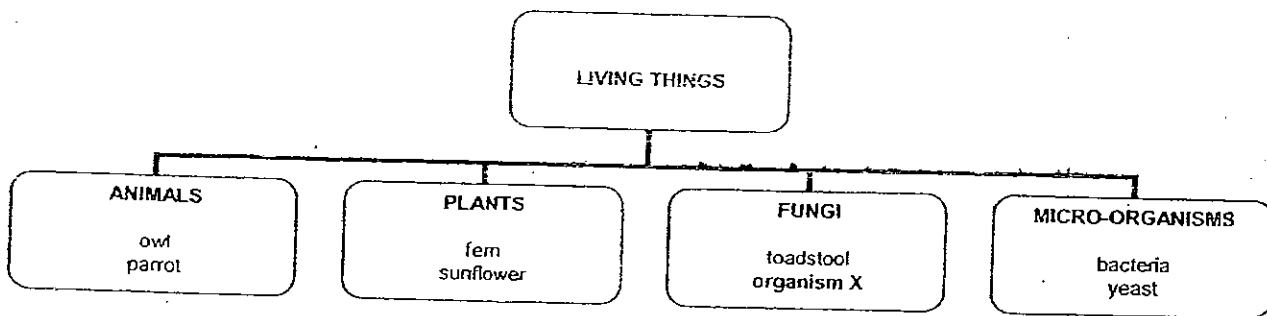 LIVING THINGS
ANIMALS
owl
parrot
PLANTS
fern
sunflower
FUNGI
toadstool
organism X
MICRO-ORGANISMS
bacteria
yeast